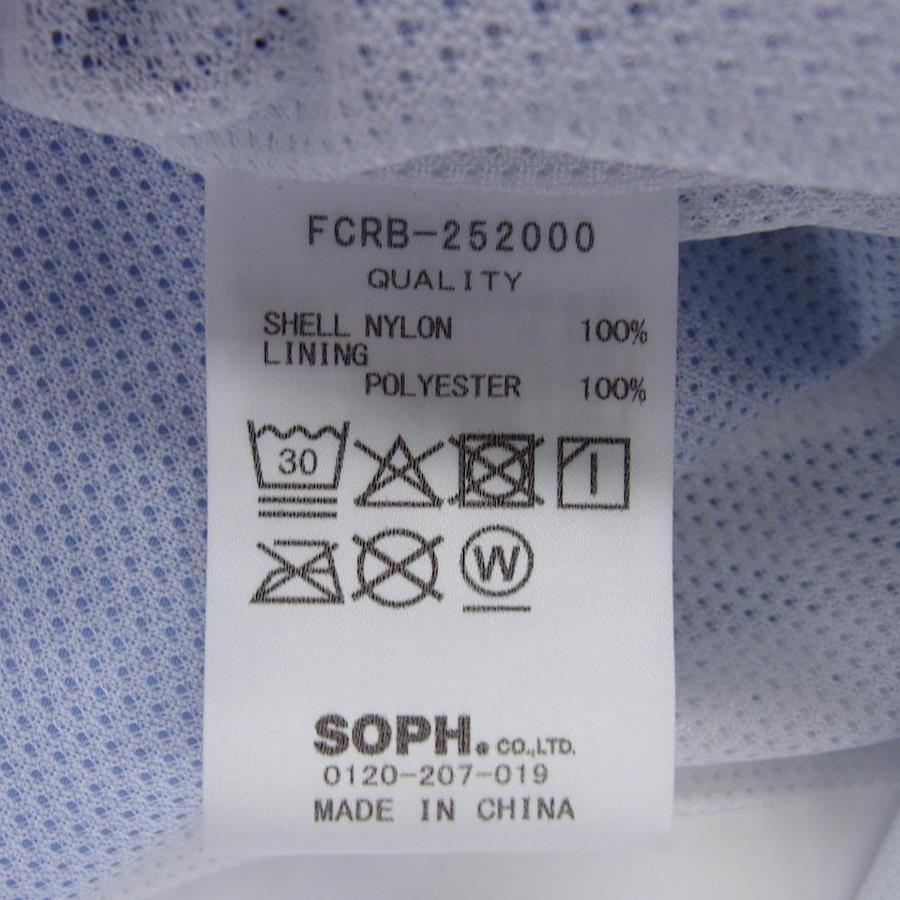 FCRB-252000
QUALITY
SHELL NYLON 100%
LINING
POLYESTER 100%
30
W
SOPH. CO.,LTD.
0120-207-019
MADE IN CHINA